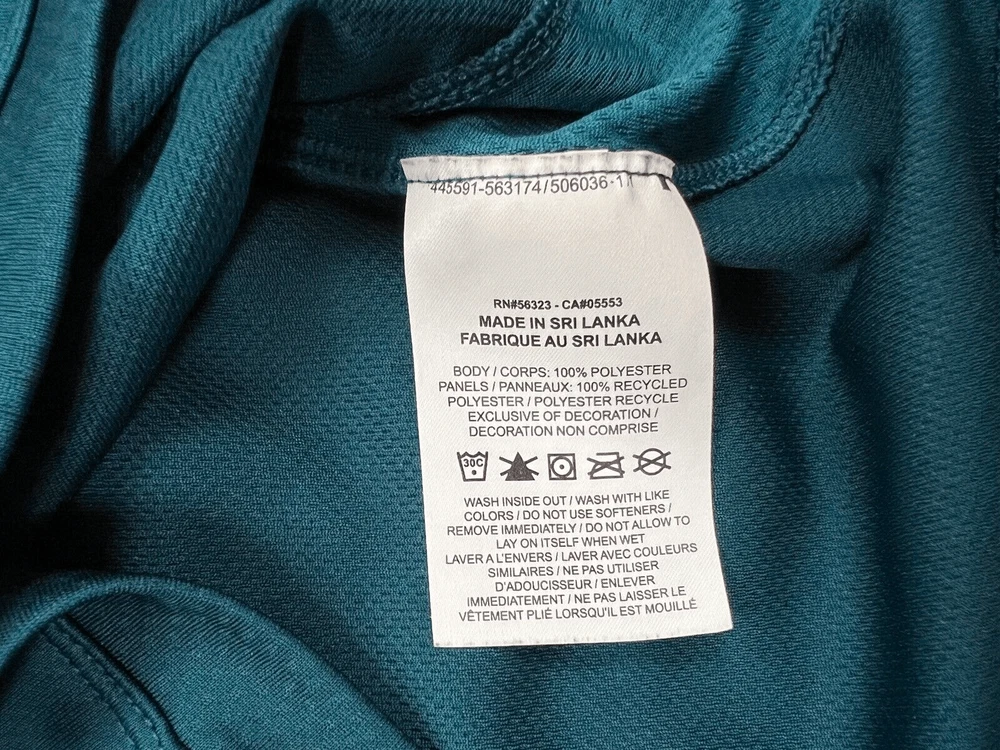 445591-563174/506036-1
RN#56323 - CA#05553
MADE IN SRI LANKA
FABRIQUE AU SRI LANKA
BODY / CORPS: 100% POLYESTER
PANELS / PANNEAUX: 100% RECYCLED
POLYESTER / POLYESTER RECYCLE
EXCLUSIVE OF DECORATION /
DECORATION NON COMPRISE
30C
WASH INSIDE OUT / WASH WITH LIKE
COLORS / DO NOT USE SOFTENERS /
REMOVE IMMEDIATELY / DO NOT ALLOW TO
LAY ON ITSELF WHEN WET
LAVER A L'ENVERS / LAVER AVEC COULEURS
SIMILAIRES / NE PAS UTILISER
D'ADOUCISSEUR / ENLEVER
IMMEDIATEMENT / NE PAS LAISSER LE
VÊTEMENT PLIÉ LORSQU'IL EST MOUILLÉ